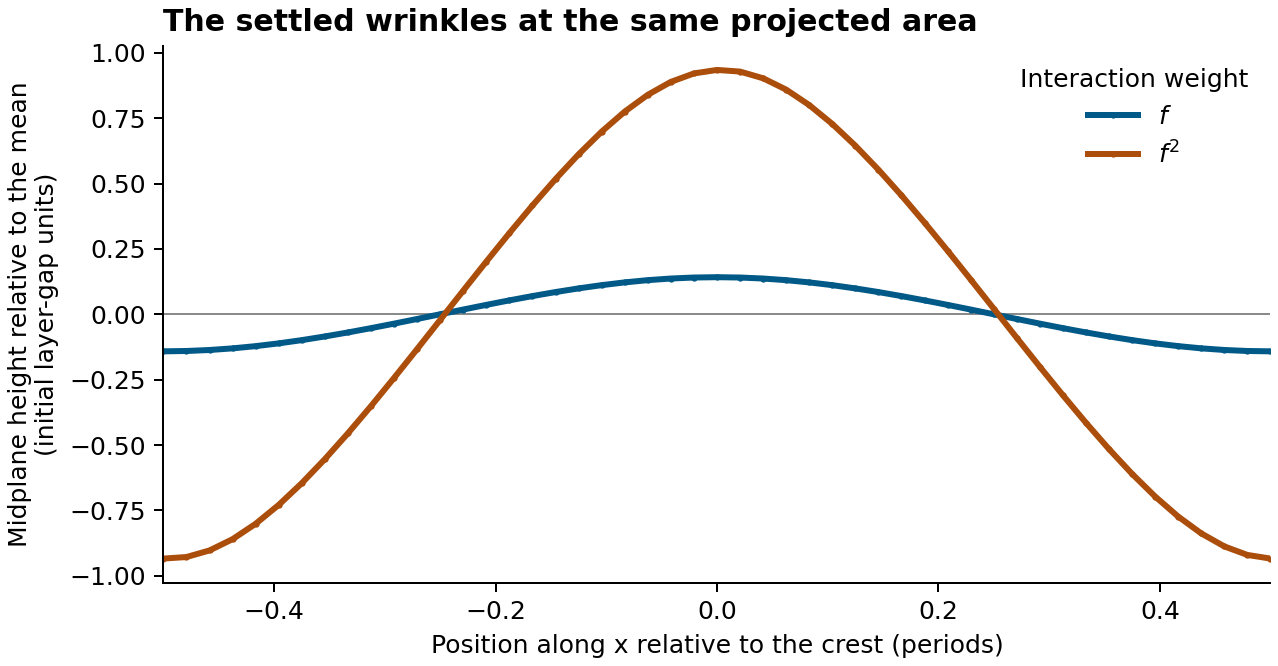 The settled wrinkles at the same projected area
Midplane height relative to the mean
(initial layer-gap units)
1.00
0.75
0.50
0.25
0.00
−0.25
−0.50
−0.75
−1.00
Interaction weight
f
f²
−0.4
−0.2
0.0
0.2
0.4
Position along x relative to the crest (periods)